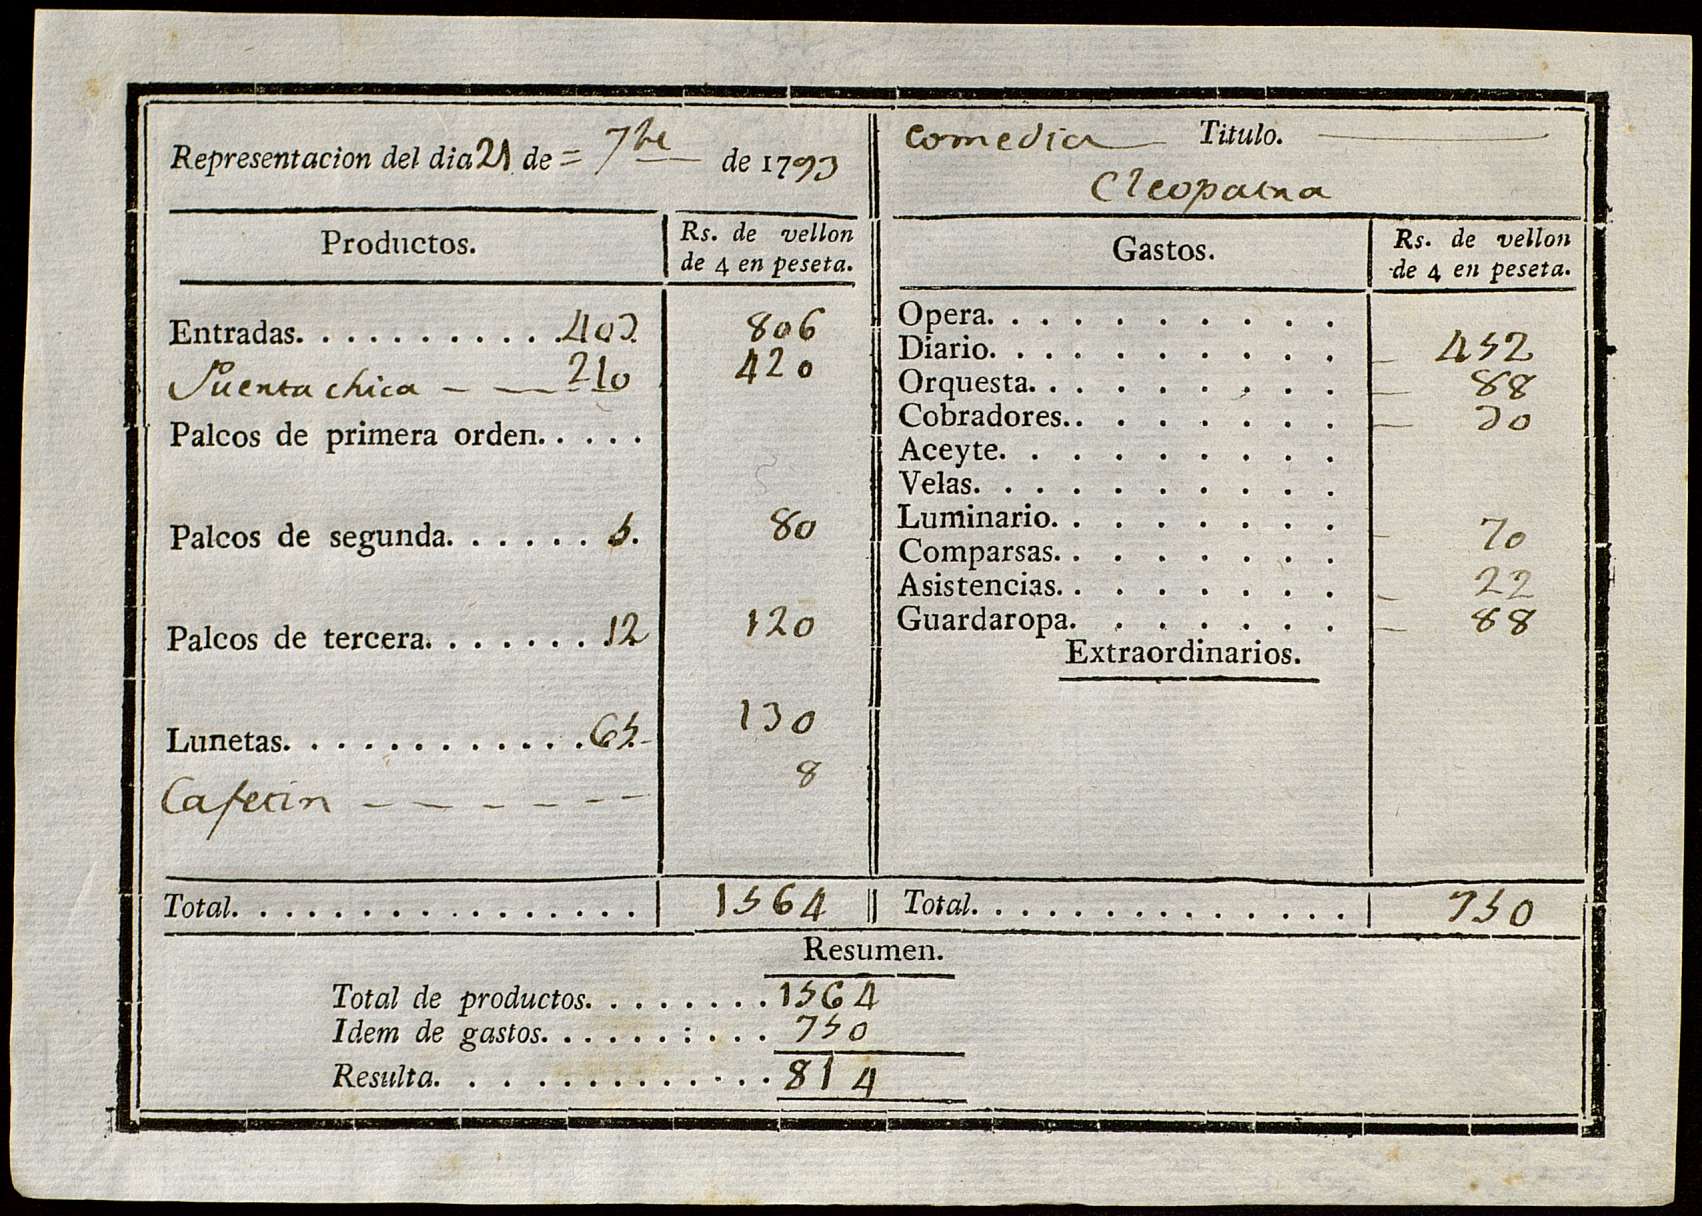 Representacion del dia 21 de = 7bre de 1793
Productos.
Rs. de vellon
de 4 en peseta.
Entradas. . . . . . . . . . . 403. 806
Puerta chica - - 210 420
Palcos de primera orden. . . . .
Palcos de segunda. . . . . . 5. 80
Palcos de tercera. . . . . . . 12 120
Lunetas. . . . . . . . . . . . 65. 130
Cafetin - - - - - - - 8
Total. . . . . . . . . . . . . . . . 1564
comedia Titulo.
Cleopatra
Gastos.
Rs. de vellon
de 4 en peseta.
Opera. . . . . . . . . .
Diario. . . . . . . . . . 452
Orquesta. . . . . . . . . 88
Cobradores. . . . . . . . 30
Aceyte. . . . . . . . . .
Velas. . . . . . . . . .
Luminario. . . . . . . . 70
Comparsas. . . . . . . .
Asistencias. . . . . . . . 22
Guardaropa. . . . . . . 88
Extraordinarios.
Total. . . . . . . . . . . . . . 750
Resumen.
Total de productos. . . . . . . . 1564
Idem de gastos. . . . . . : . . . 750
Resulta. . . . . . . . . . . . . 814